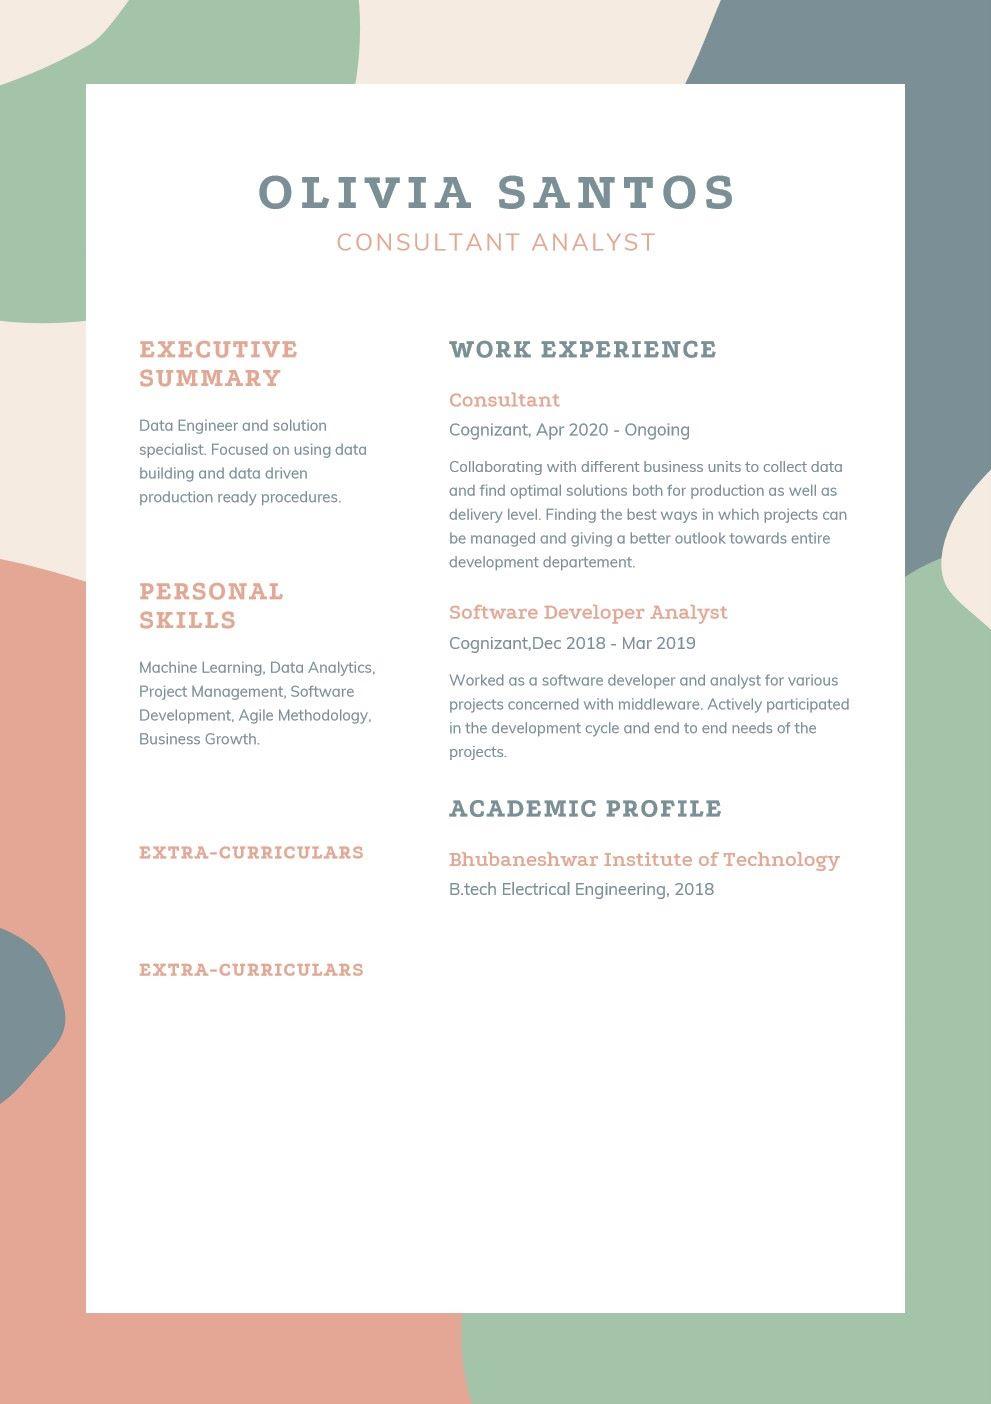 OLIVIA SANTOS
CONSULTANT ANALYST
EXECUTIVE
SUMMARY
Data Engineer and solution
specialist. Focused on using data
building and data driven
production ready procedures.
PERSONAL
SKILLS
Machine Learning, Data Analytics,
Project Management, Software
Development, Agile Methodology,
Business Growth.
EXTRA-CURRICULARS
EXTRA-CURRICULARS
WORK EXPERIENCE
Consultant
Cognizant, Apr 2020 - Ongoing
Collaborating with different business units to collect data
and find optimal solutions both for production as well as
delivery level. Finding the best ways in which projects can
be managed and giving a better outlook towards entire
development departement.
Software Developer Analyst
Cognizant,Dec 2018 - Mar 2019
Worked as a software developer and analyst for various
projects concerned with middleware. Actively participated
in the development cycle and end to end needs of the
projects.
ACADEMIC PROFILE
Bhubaneshwar Institute of Technology
B.tech Electrical Engineering, 2018